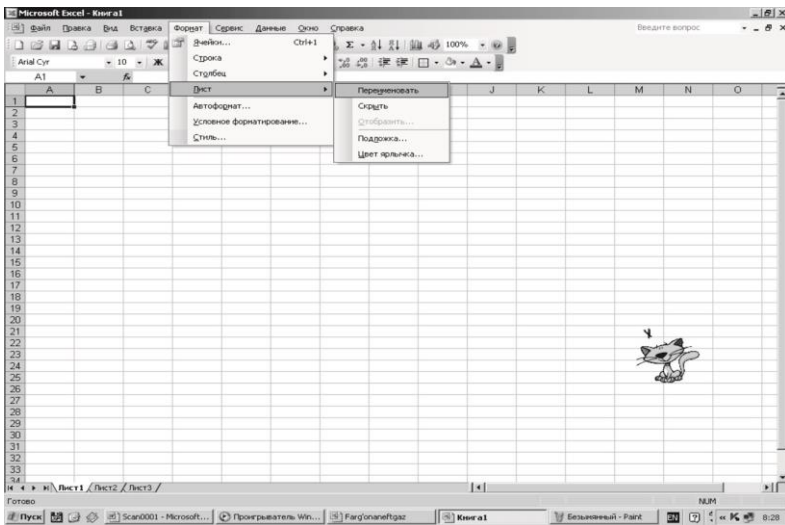 Microsoft Excel - Книга1
Файл Правка Вид Вставка Формат Сервис Данные Окно Справка Введите вопрос
100%
Arial Cyr 10 Ж
A1 fx
Ячейки... Ctrl+1
Строка
Столбец
Лист
Автоформат...
Условное форматирование...
Стиль...
Переименовать
Скрыть
Отобразить...
Подложка...
Цвет ярлычка...
A B C J K L M N O
1
2
3
4
5
6
7
8
9
10
11
12
13
14
15
16
17
18
19
20
21
22
23
24
25
26
27
28
29
30
31
32
33
34
Лист1 Лист2 Лист3
Готово NUM
Пуск Scan0001 - Microsoft... Проигрыватель Win... Farg'onaneftgaz Книга1 Безымянный - Paint EN 8:28